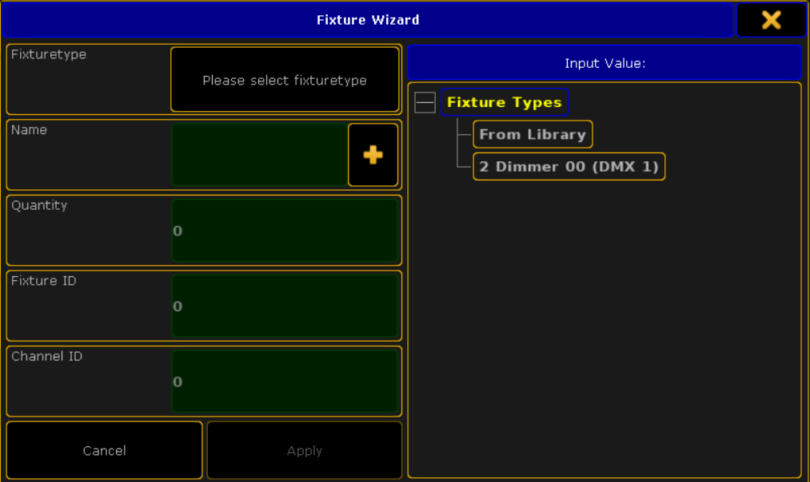 Fixture Wizard
Fixturetype
Please select fixturetype
Name
Quantity
0
Fixture ID
0
Channel ID
0
Cancel
Apply
Input Value:
Fixture Types
From Library
2 Dimmer 00 (DMX 1)